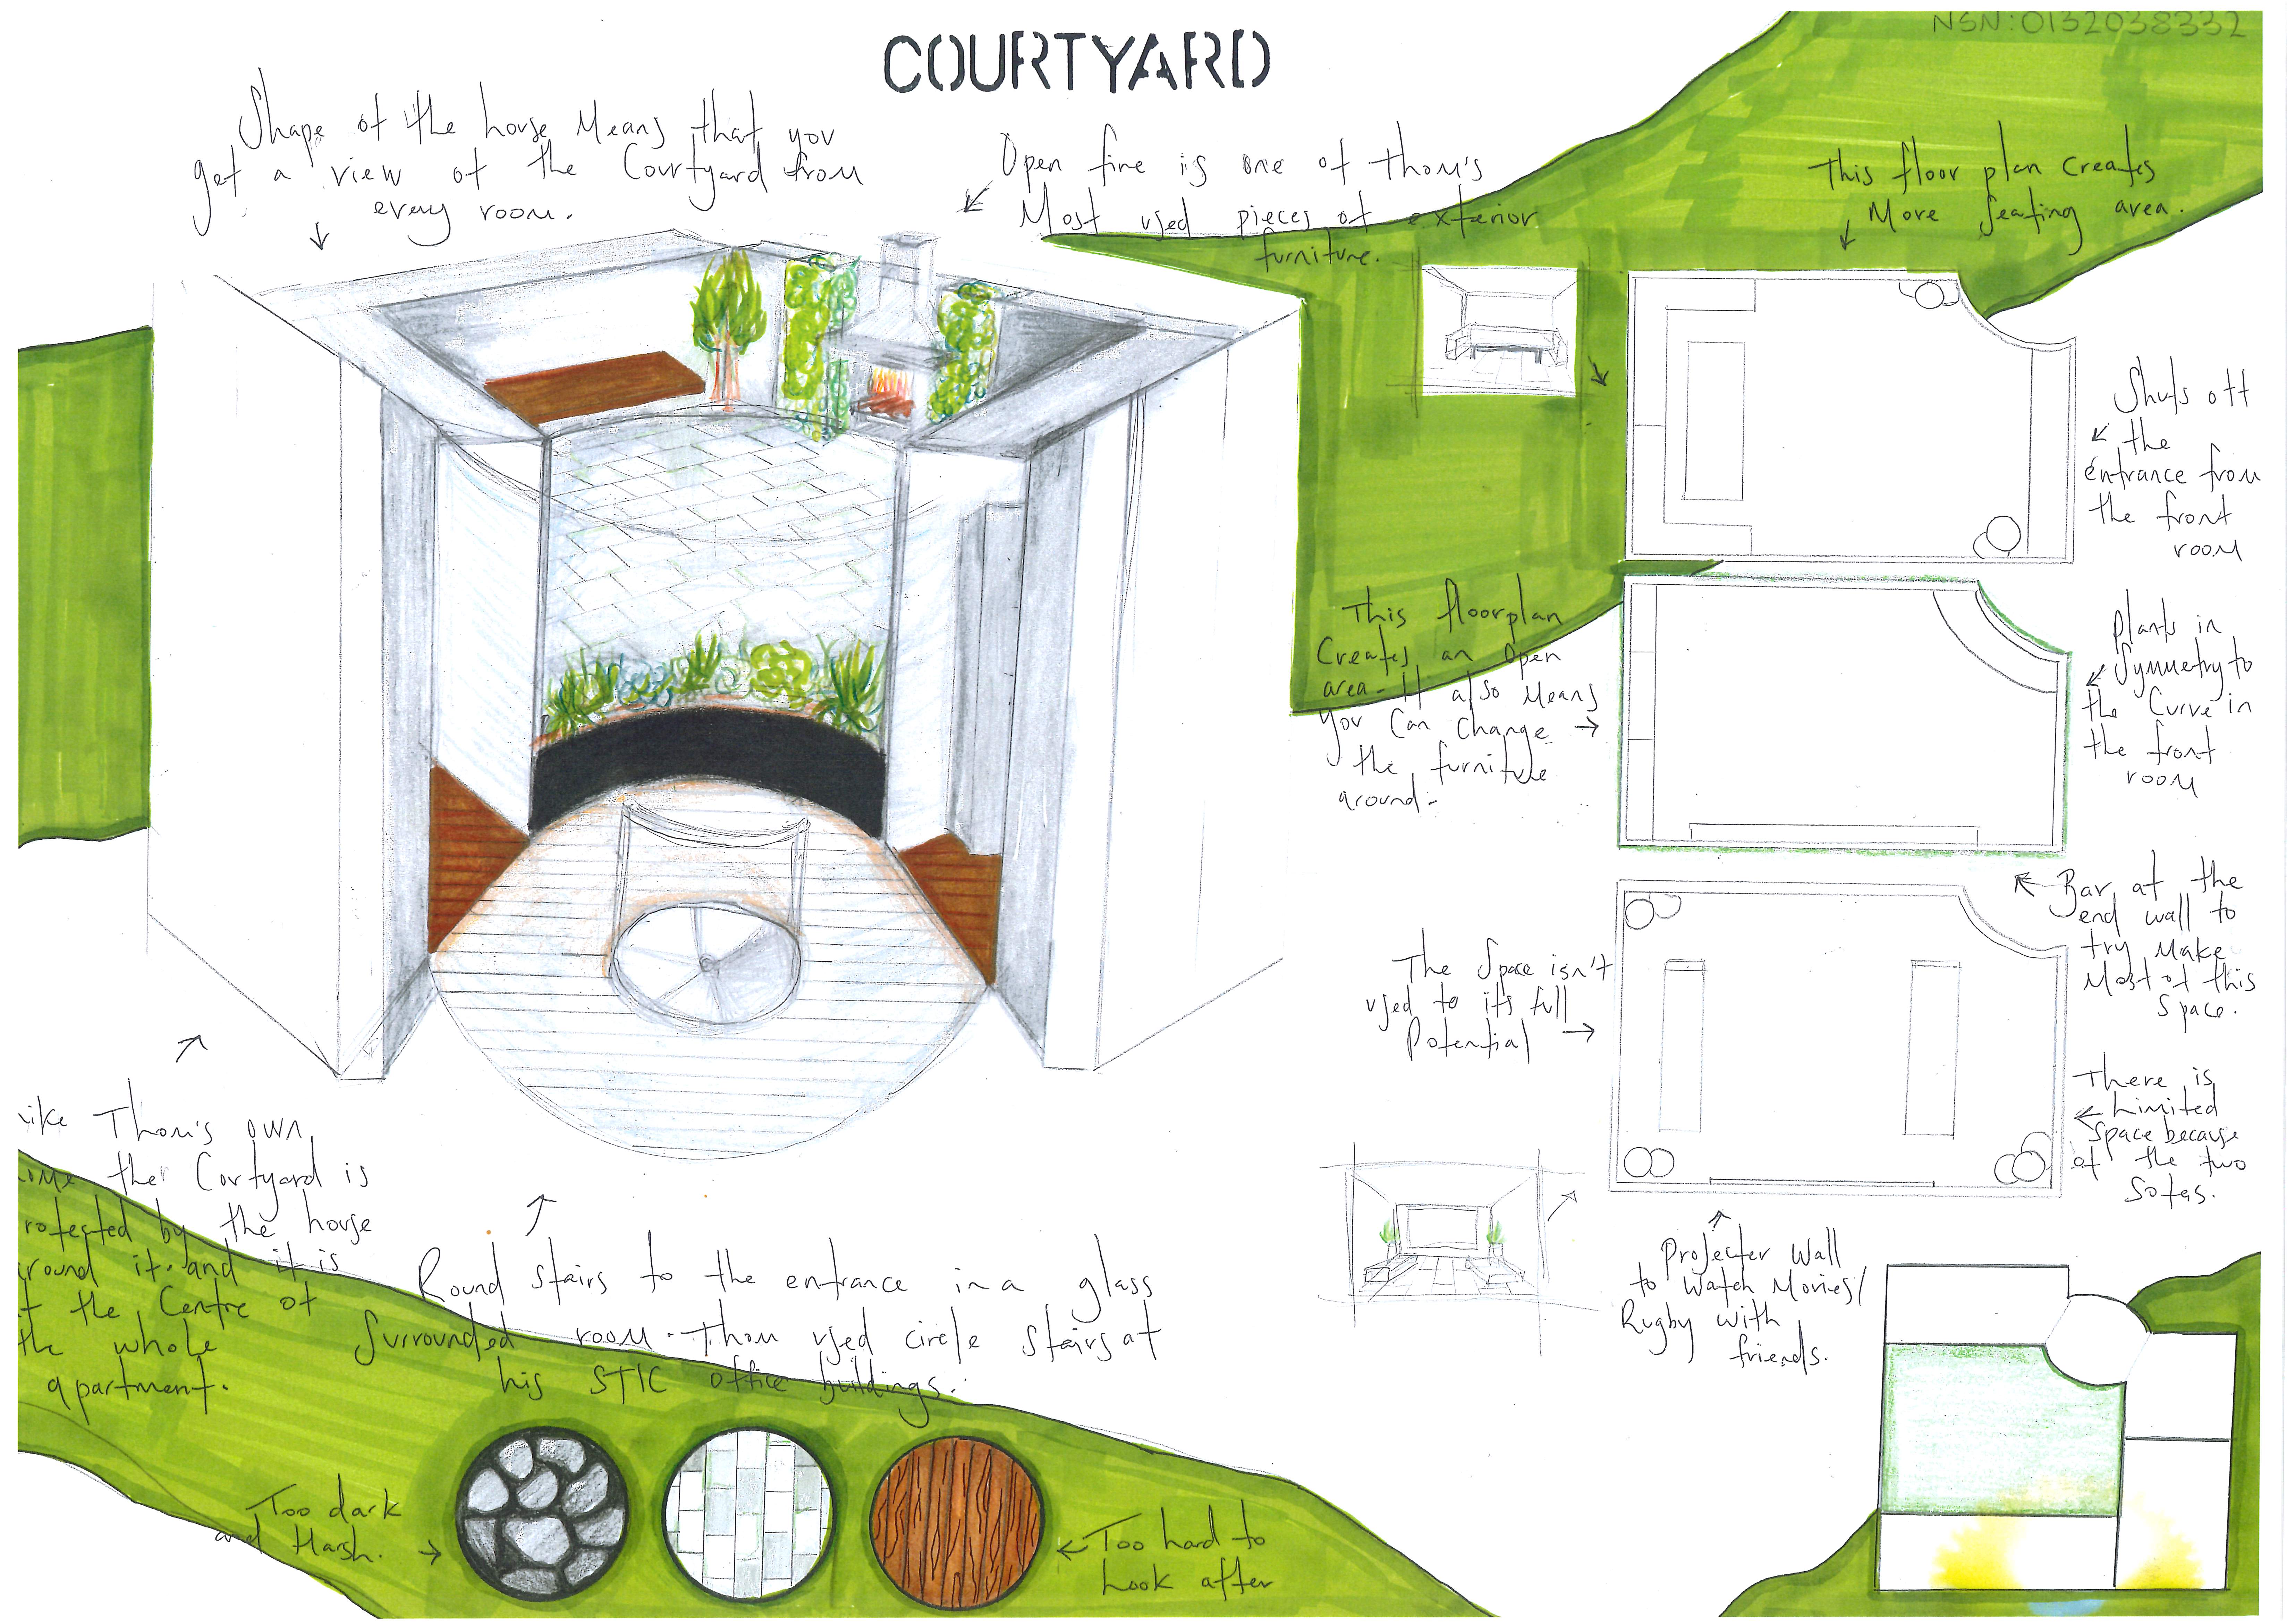 COURTYARD
NSN:0132038332
Shape of the house Means that you
get a view of the Courtyard from
every room.
Open fire is one of Thom's
Most used pieces of exterior
furniture.
This floor plan creates
More Seating area.
Shuts off
the
entrance from
the front
room
This floorplan
Creates an Open
area. It also Means
You Can Change
the furniture
around.
Plants in
Symmetry to
the Curve in
the front
room
Bar at the
end wall to
try Make
Most of this
Space.
The Space isn't
used to its full
Potential
There is
Limited
Space because
of the two
Sofas.
Projecter Wall
to Watch Movies/
Rugby with
friends.
ike Thom's own
ome the Cortyard is
rotected by the house
round it. and it is
t the Centre of
the whole
apartment.
Round Stairs to the entrance in a glass
Surrounded room. Thom used circle Stairs at
his STIC office buildings.
Too dark
and Harsh.
Too hard to
Look after